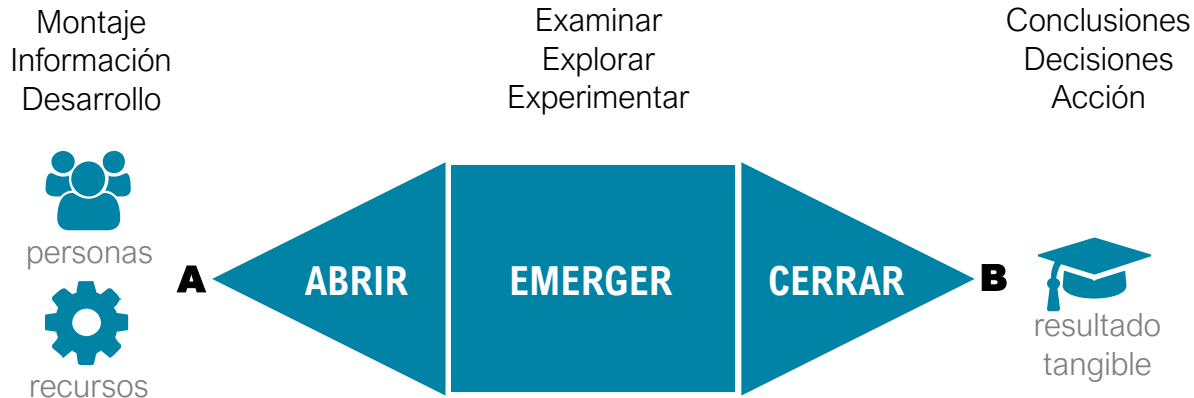 Montaje
Información
Desarrollo
Examinar
Explorar
Experimentar
Conclusiones
Decisiones
Acción
personas
recursos
A
ABRIR
EMERGER
CERRAR
B
resultado
tangible